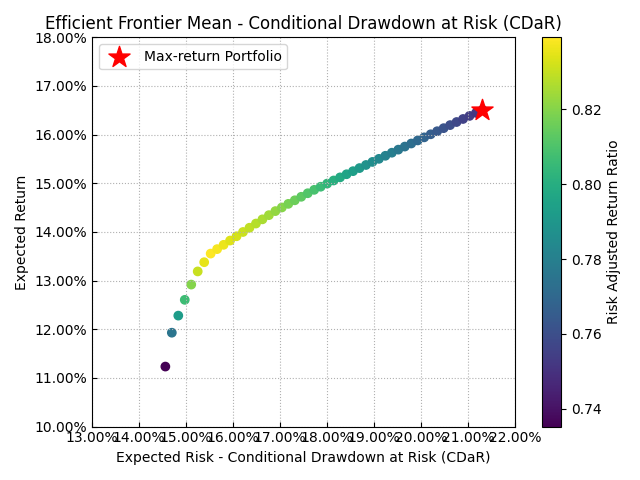 Efficient Frontier Mean - Conditional Drawdown at Risk (CDaR)
Max-return Portfolio
18.00%
17.00%
16.00%
15.00%
14.00%
13.00%
12.00%
11.00%
10.00%
Expected Return
13.00% 14.00% 15.00% 16.00% 17.00% 18.00% 19.00% 20.00% 21.00% 22.00%
Expected Risk - Conditional Drawdown at Risk (CDaR)
0.82
0.80
0.78
0.76
0.74
Risk Adjusted Return Ratio